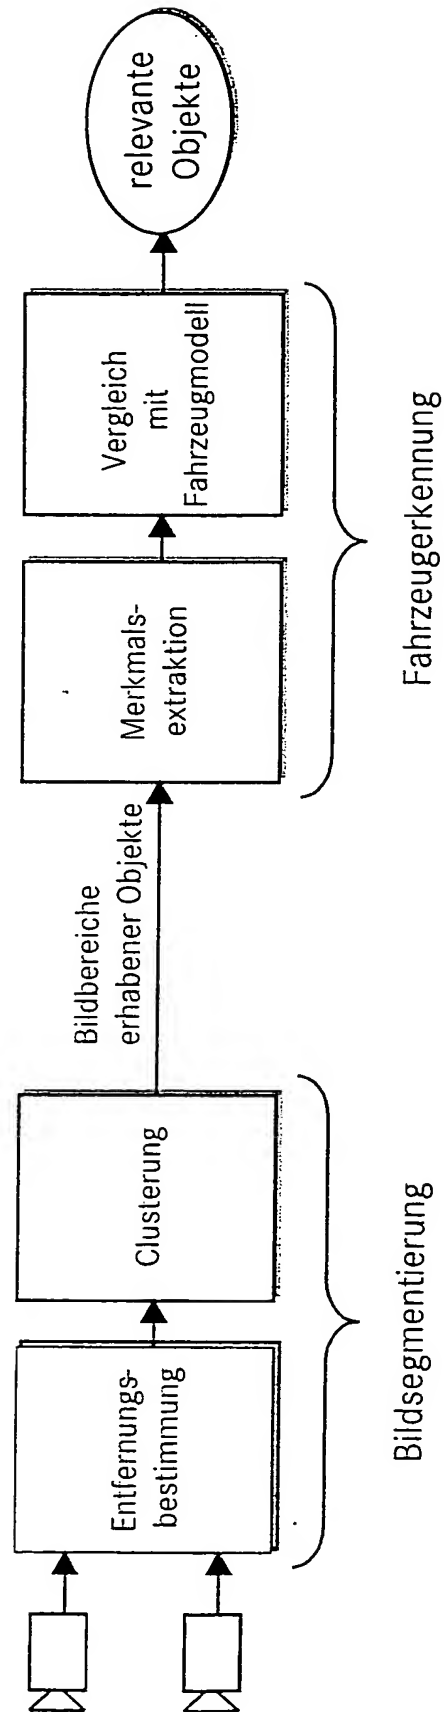 Entfernungs-
bestimmung
Clusterung
Bildbereiche
erhabener Objekte
Merkmals-
extraktion
Vergleich
mit
Fahrzeugmodell
relevante
Objekte
Bildsegmentierung
Fahrzeugerkennung